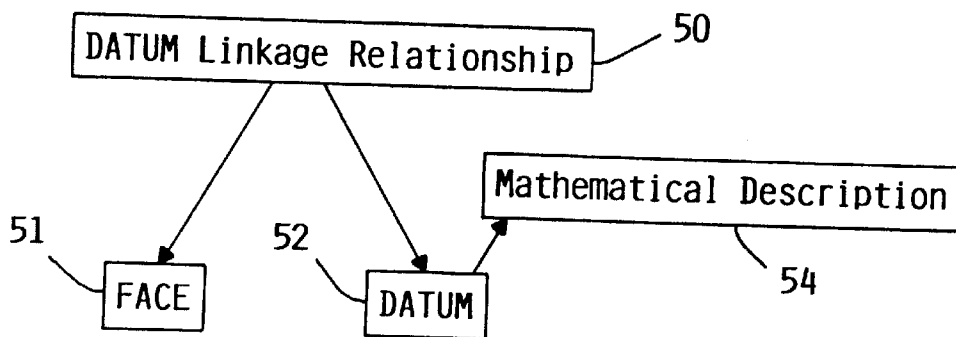 50
DATUM Linkage Relationship
Mathematical Description
51
52
54
FACE
DATUM